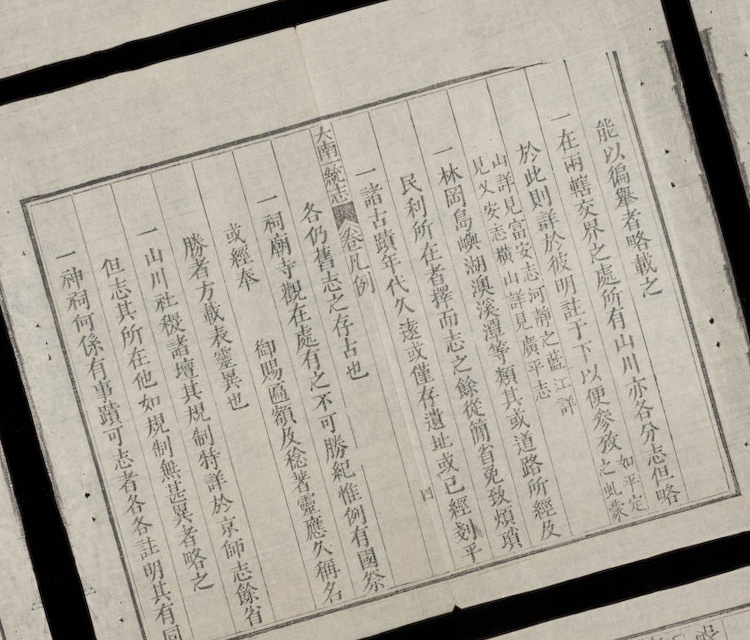 能以徧舉者略載之
一在兩轄交界之處所有山川亦各分志但略
於此則詳於彼明註于下以便參攷如平定之虬蒙
山詳見富安志河静之藍江詳
見乂安志橫山詳見廣平志
一林岡島嶼湖澳溪潭等類其或道路所經及
民利所在者擇而志之餘從簡省免致煩瑣
一諸古蹟年代久遠或僅存遺址或已經剗平
大南一統志 卷凡例
各仍舊志之存古也
一祠廟寺觀在處有之不可勝紀惟例有國祭
或經奉 御賜匾額及稔著靈應久稱名
勝者方載表靈異也
一山川社稷諸壇其規制特詳於京師志餘省
但志其所在他如規制無甚異者略之
一神祠何係有事蹟可志者各各註明其有同